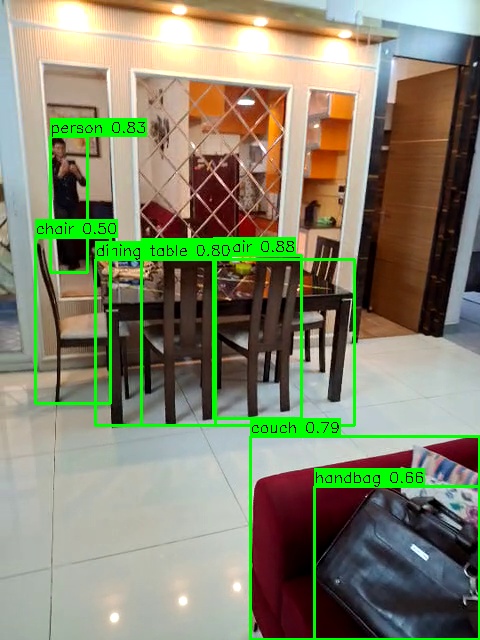 person 0.83
chair 0.50
dining table 0.80
air 0.88
couch 0.79
handbag 0.66